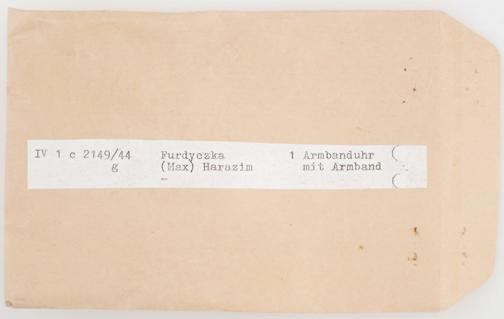 IV 1 c 2149/44 Furdyczka 1 Armbanduhr
g (Max) Harazim mit Armband